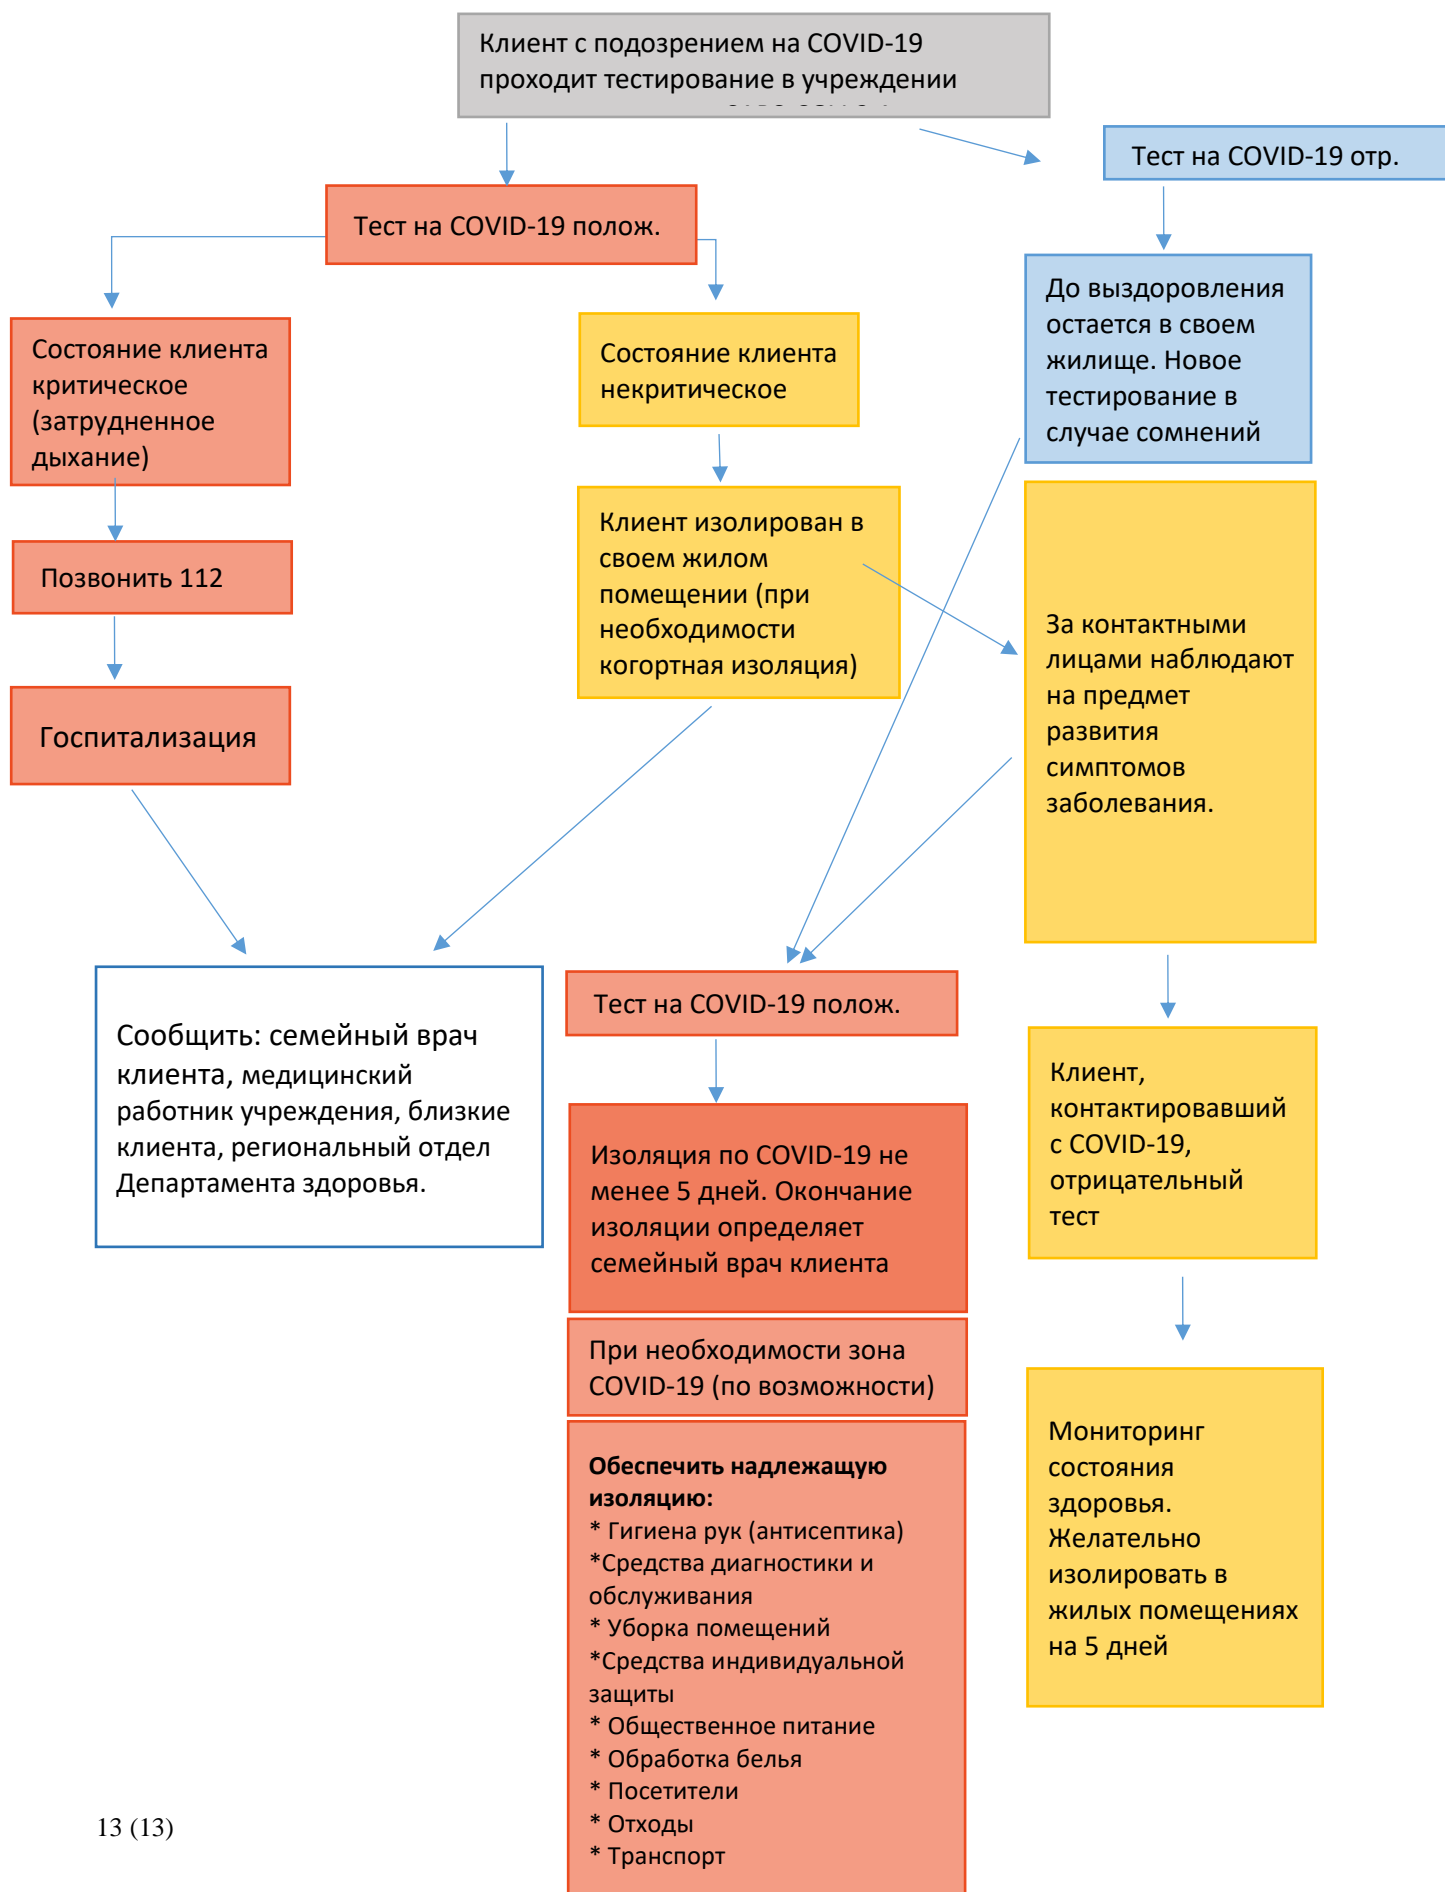 Клиент с подозрением на COVID-19
проходит тестирование в учреждении
Тест на COVID-19 отр.
Тест на COVID-19 полож.
До выздоровления
остается в своем
жилище. Новое
тестирование в
случае сомнений
Состояние клиента
критическое
(затрудненное
дыхание)
Состояние клиента
некритическое
Клиент изолирован в
своем жилом
помещении (при
необходимости
когортная изоляция)
Позвонить 112
За контактными
лицами наблюдают
на предмет
развития
симптомов
заболевания.
Госпитализация
Тест на COVID-19 полож.
Сообщить: семейный врач
клиента, медицинский
работник учреждения, близкие
клиента, региональный отдел
Департамента здоровья.
Клиент,
контактировавший
с COVID-19,
отрицательный
тест
Изоляция по COVID-19 не
менее 5 дней. Окончание
изоляции определяет
семейный врач клиента
При необходимости зона
COVID-19 (по возможности)
Мониторинг
состояния
здоровья.
Желательно
изолировать в
жилых помещениях
на 5 дней
Обеспечить надлежащую
изоляцию:
* Гигиена рук (антисептика)
*Средства диагностики и
обслуживания
* Уборка помещений
*Средства индивидуальной
защиты
* Общественное питание
* Обработка белья
* Посетители
* Отходы
* Транспорт
13 (13)